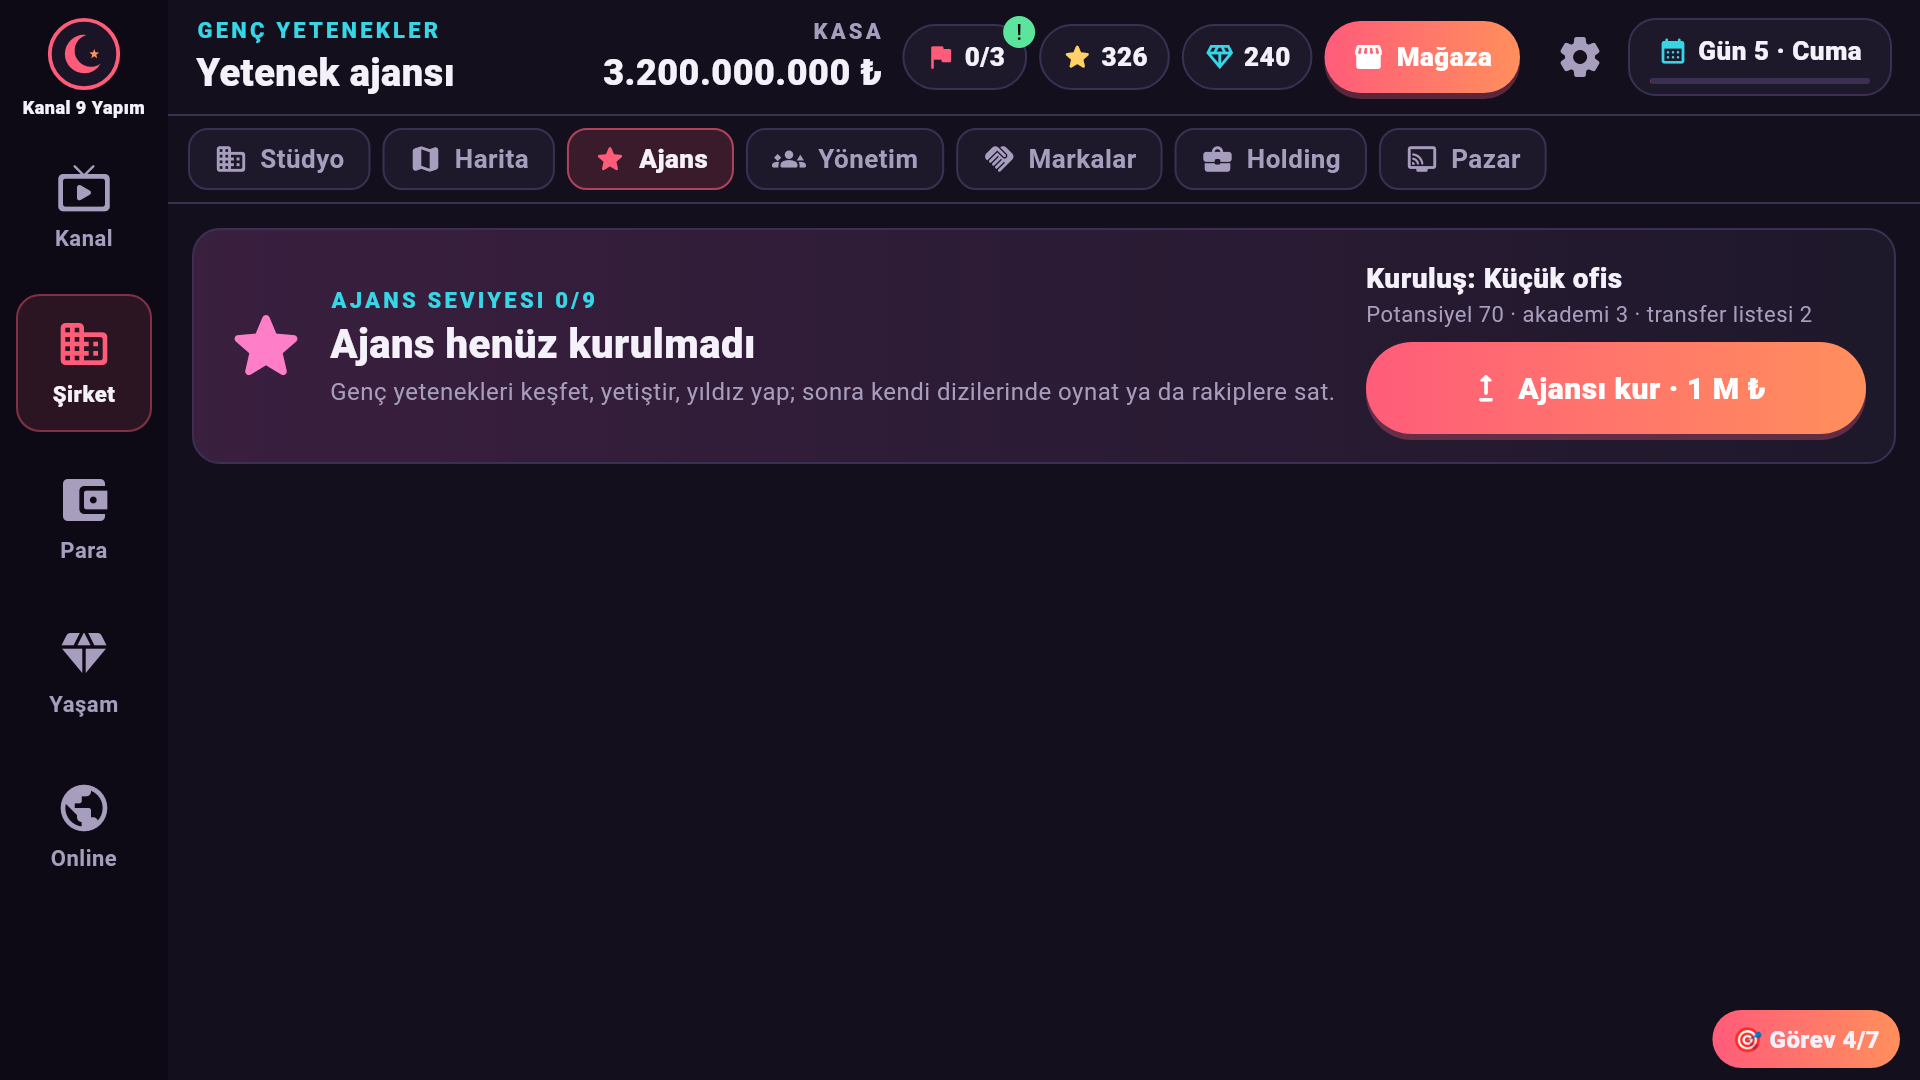 Kanal 9 Yapım
Kanal
Şirket
Para
Yaşam
Online
GENÇ YETENEKLER
Yetenek ajansı
KASA
3.200.000.000 ₺
0/3
!
326
240
Mağaza
Gün 5 · Cuma
Stüdyo
Harita
Ajans
Yönetim
Markalar
Holding
Pazar
AJANS SEVIYESI 0/9
Ajans henüz kurulmadı
Genç yetenekleri keşfet, yetiştir, yıldız yap; sonra kendi dizilerinde oynat ya da rakiplere sat.
Kuruluş: Küçük ofis
Potansiyel 70 · akademi 3 · transfer listesi 2
Ajansı kur · 1 M ₺
Görev 4/7